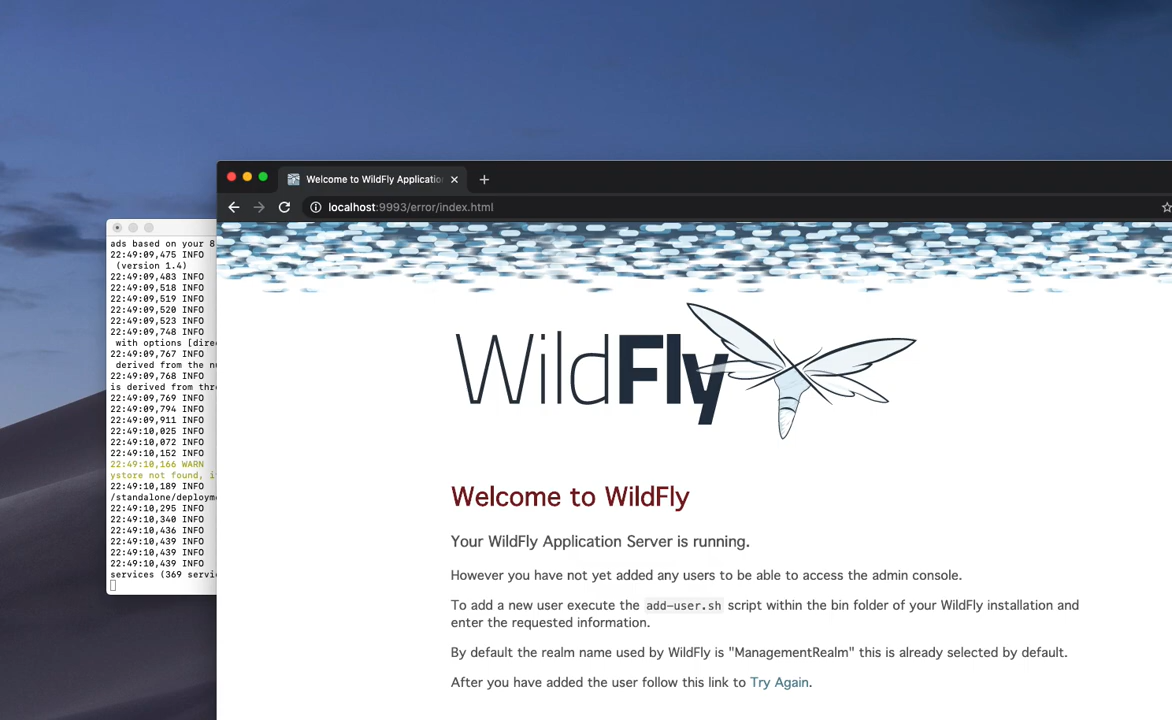 Welcome to WildFly Applicatio
localhost:9993/error/index.html
ads based on your 8
22:49:09,475 INFO
(version 1.4)
22:49:09,483 INFO
22:49:09,518 INFO
22:49:09,519 INFO
22:49:09,520 INFO
22:49:09,523 INFO
22:49:09,748 INFO
with options [dire
22:49:09,767 INFO
derived from the n
22:49:09,768 INFO
is derived from thr
22:49:09,769 INFO
22:49:09,794 INFO
22:49:09,911 INFO
22:49:10,025 INFO
22:49:10,072 INFO
22:49:10,152 INFO
22:49:10,166 WARN
ystore not found, i
22:49:10,189 INFO
/standalone/deploym
22:49:10,295 INFO
22:49:10,340 INFO
22:49:10,436 INFO
22:49:10,439 INFO
22:49:10,439 INFO
22:49:10,439 INFO
services (369 servi
WildFly
Welcome to WildFly
Your WildFly Application Server is running.
However you have not yet added any users to be able to access the admin console.
To add a new user execute the add-user.sh script within the bin folder of your WildFly installation and
enter the requested information.
By default the realm name used by WildFly is "ManagementRealm" this is already selected by default.
After you have added the user follow this link to Try Again.